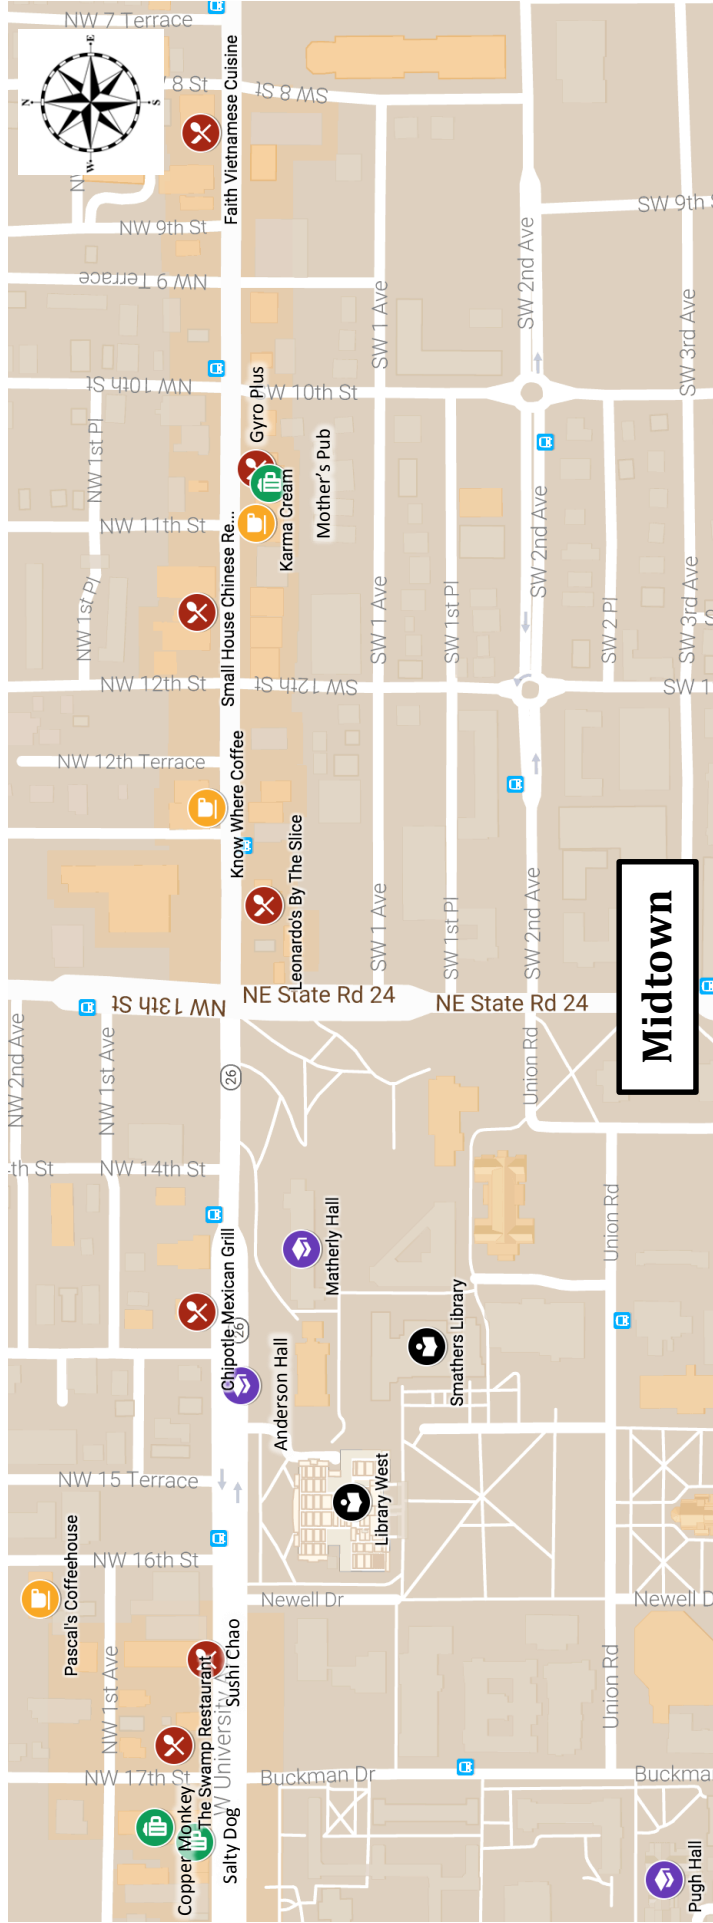 NW 7 Terrace
E
N
S
W
8 St
SW 8 St
Faith Vietnamese Cuisine
NW 9th St
SW 9th S
NW 9 Terrace
SW 1 Ave
SW 2nd Ave
SW 3rd Ave
NW 10th St
W 10th St
NW 1st Pl
Gyro Plus
Mother's Pub
Karma Cream
NW 11th St
Small House Chinese Re...
NW 1st Pl
SW 1 Ave
SW 1st Pl
SW 2nd Ave
SW 2 Pl
SW 3rd Ave
NW 12th St
SW 12th St
SW 1
NW 12th Terrace
Know Where Coffee
Leonardo's By The Slice
SW 1 Ave
SW 1st Pl
SW 2nd Ave
Midtown
NW 13th St
NE State Rd 24
NE State Rd 24
NW 2nd Ave
NW 1st Ave
26
Union Rd
4th St
NW 14th St
Matherly Hall
Union Rd
Chipotle Mexican Grill
26
Anderson Hall
Smathers Library
NW 15 Terrace
Library West
NW 16th St
Pascal's Coffeehouse
Newell Dr
Newell D
Sushi Chao
The Swamp Restaurant
W University A
NW 1st Ave
Union Rd
NW 17th St
Buckman Dr
Buckma
Copper Monkey
Salty Dog
Pugh Hall